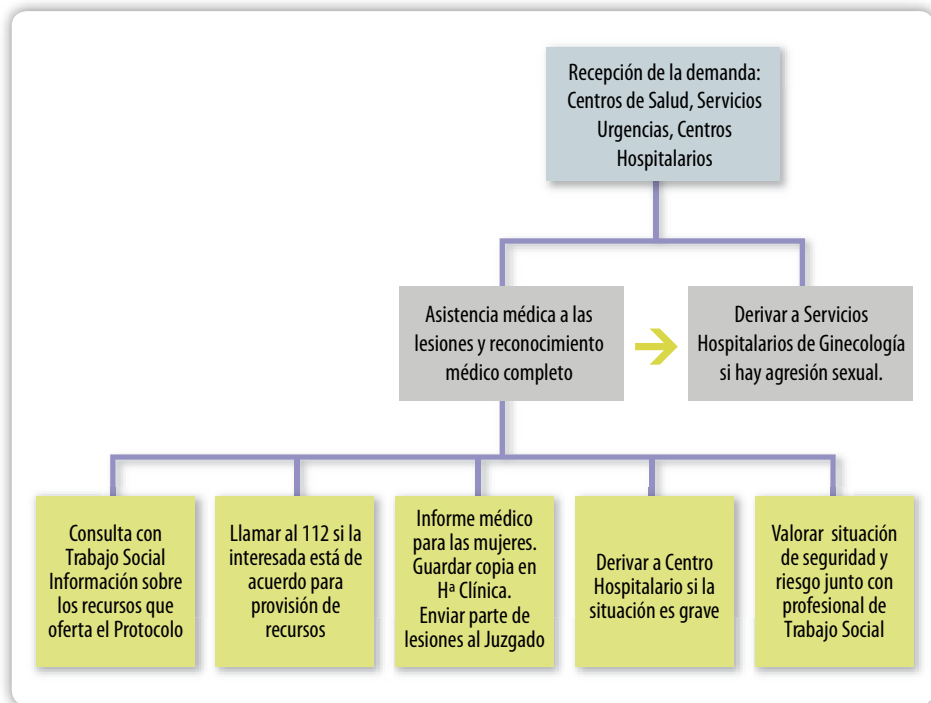 Recepción de la demanda:
Centros de Salud, Servicios
Urgencias, Centros
Hospitalarios
Asistencia médica a las
lesiones y reconocimiento
médico completo
Derivar a Servicios
Hospitalarios de Ginecología
si hay agresión sexual.
Consulta con
Trabajo Social
Información sobre
los recursos que
oferta el Protocolo
Llamar al 112 si la
interesada está de
acuerdo para
provisión de
recursos
Informe médico
para las mujeres.
Guardar copia en
Hª Clínica.
Enviar parte de
lesiones al Juzgado
Derivar a Centro
Hospitalario si la
situación es grave
Valorar situación
de seguridad y
riesgo junto con
profesional de
Trabajo Social